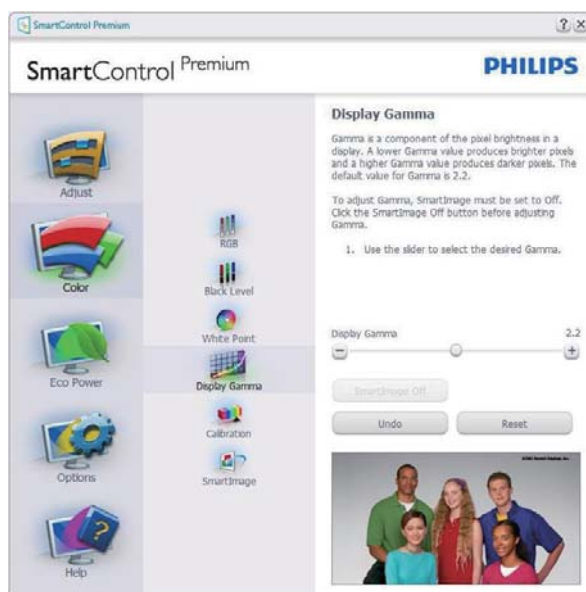 SmartControl Premium
SmartControl Premium
PHILIPS
Adjust
Color
Eco Power
Options
Help
RGB
Black Level
White Point
Display Gamma
Calibration
SmartImage
Display Gamma
Gamma is a component of the pixel brightness in a
display. A lower Gamma value produces brighter pixels
and a higher Gamma value produces darker pixels. The
default value for Gamma is 2.2.
To adjust Gamma, SmartImage must be set to Off.
Click the SmartImage Off button before adjusting
Gamma.
1. Use the slider to select the desired Gamma.
Display Gamma 2.2
SmartImage Off
Undo Reset